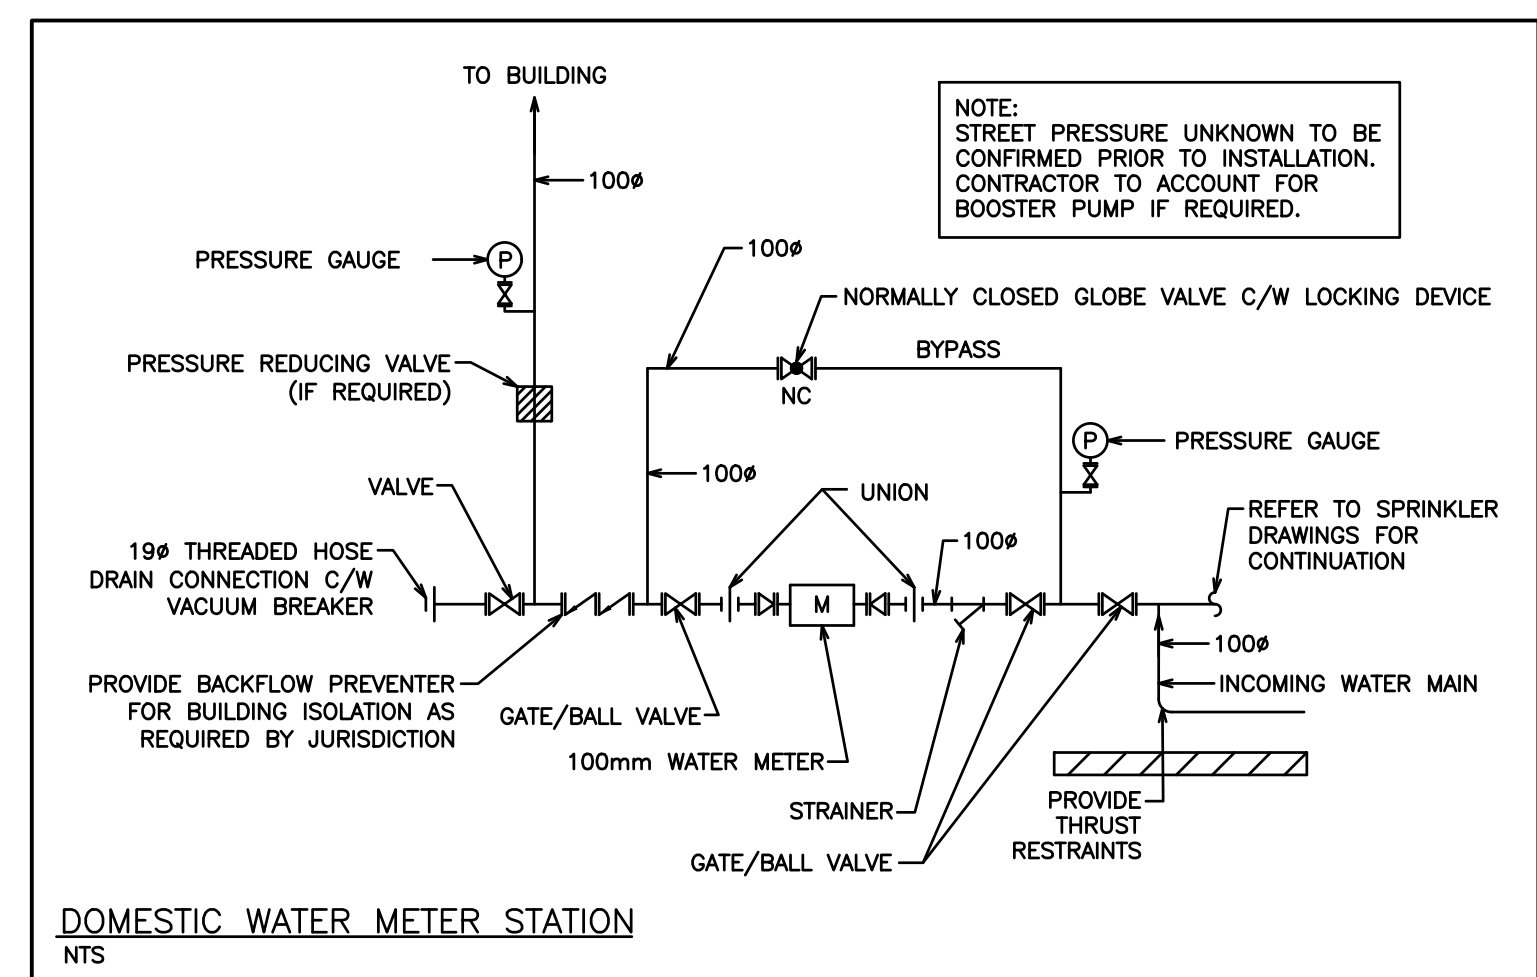 TO BUILDING
NOTE:
STREET PRESSURE UNKNOWN TO BE
CONFIRMED PRIOR TO INSTALLATION.
CONTRACTOR TO ACCOUNT FOR
BOOSTER PUMP IF REQUIRED.
100ø
PRESSURE GAUGE
P
100ø
NORMALLY CLOSED GLOBE VALVE C/W LOCKING DEVICE
BYPASS
NC
PRESSURE REDUCING VALVE
(IF REQUIRED)
P
PRESSURE GAUGE
100ø
VALVE
UNION
REFER TO SPRINKLER
DRAWINGS FOR
CONTINUATION
19ø THREADED HOSE
DRAIN CONNECTION C/W
VACUUM BREAKER
100ø
M
100ø
INCOMING WATER MAIN
PROVIDE BACKFLOW PREVENTER
FOR BUILDING ISOLATION AS
REQUIRED BY JURISDICTION
GATE/BALL VALVE
100mm WATER METER
STRAINER
GATE/BALL VALVE
PROVIDE
THRUST
RESTRAINTS
DOMESTIC WATER METER STATION
NTS